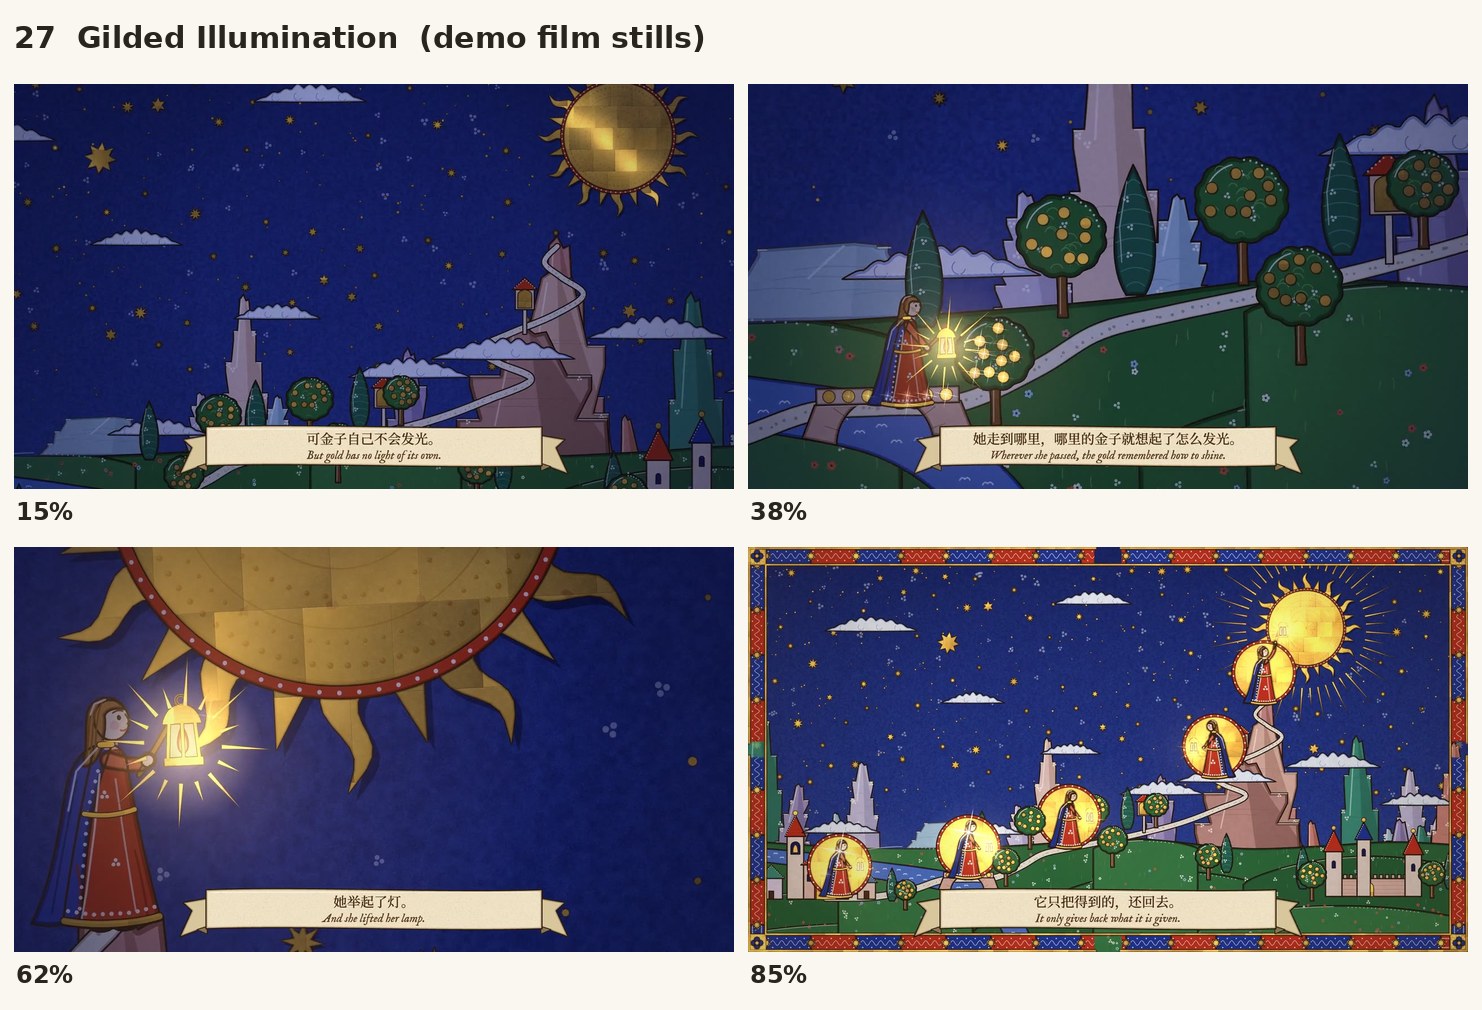 27 Gilded Illumination (demo film stills)
可金子自己不会发光。
But gold has no light of its own.
15%
她走到哪里，哪里的金子就想起了怎么发光。
Wherever she passed, the gold remembered how to shine.
38%
她举起了灯。
And she lifted her lamp.
62%
它只把得到的，还回去。
It only gives back what it is given.
85%